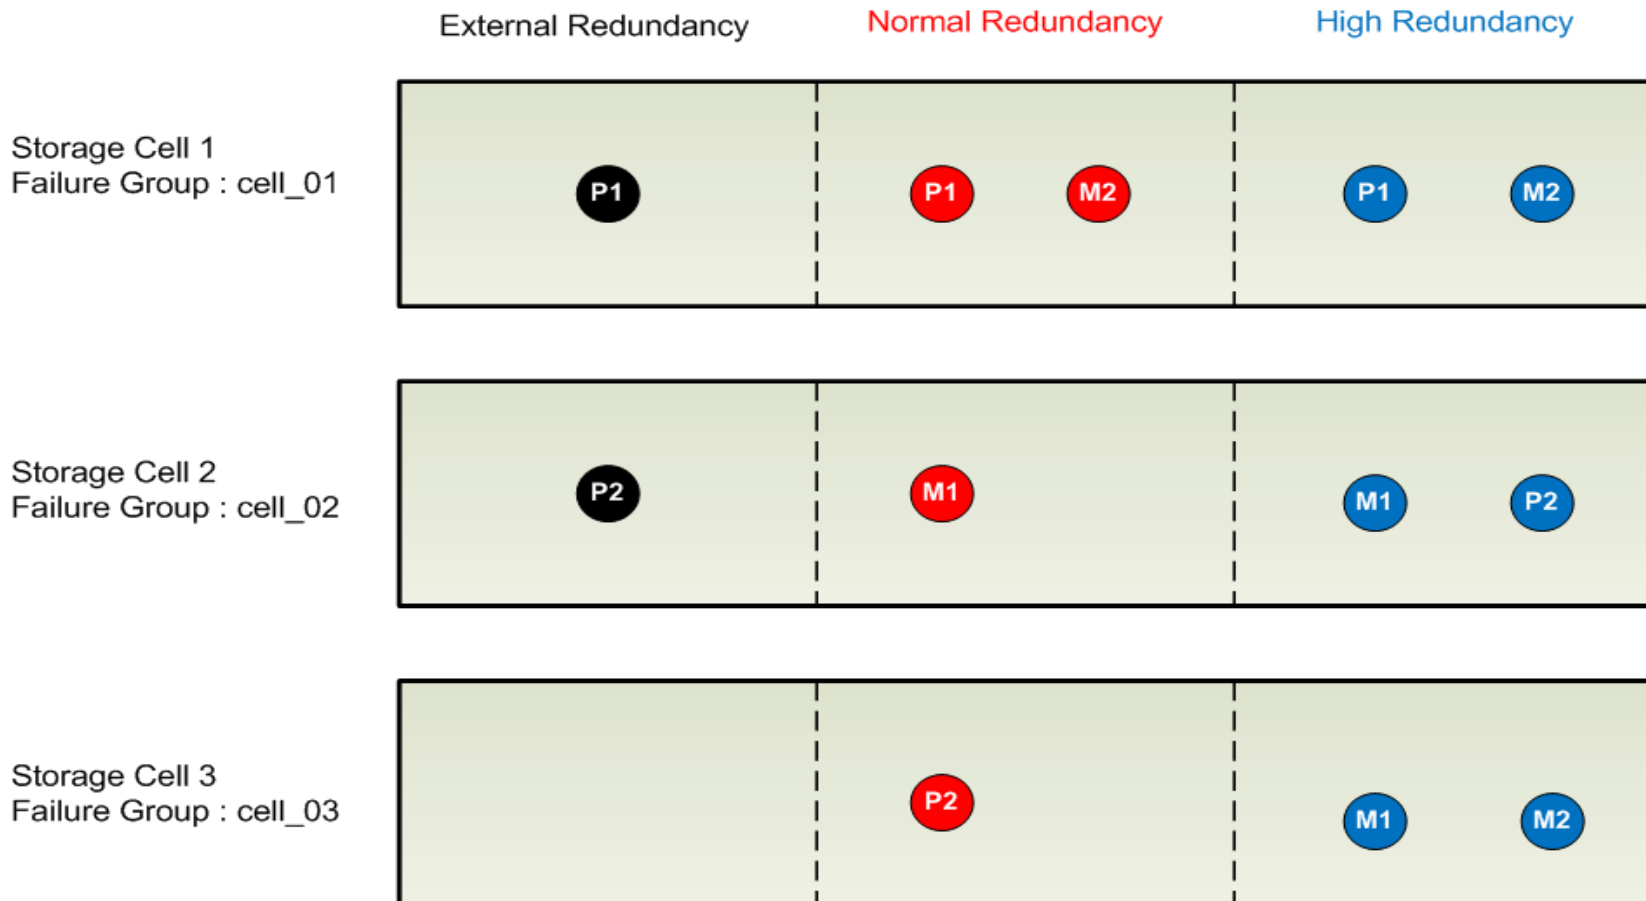 External Redundancy
Normal Redundancy
High Redundancy
Storage Cell 1
Failure Group : cell_01
P1
P1
M2
P1
M2
Storage Cell 2
Failure Group : cell_02
P2
M1
M1
P2
Storage Cell 3
Failure Group : cell_03
P2
M1
M2